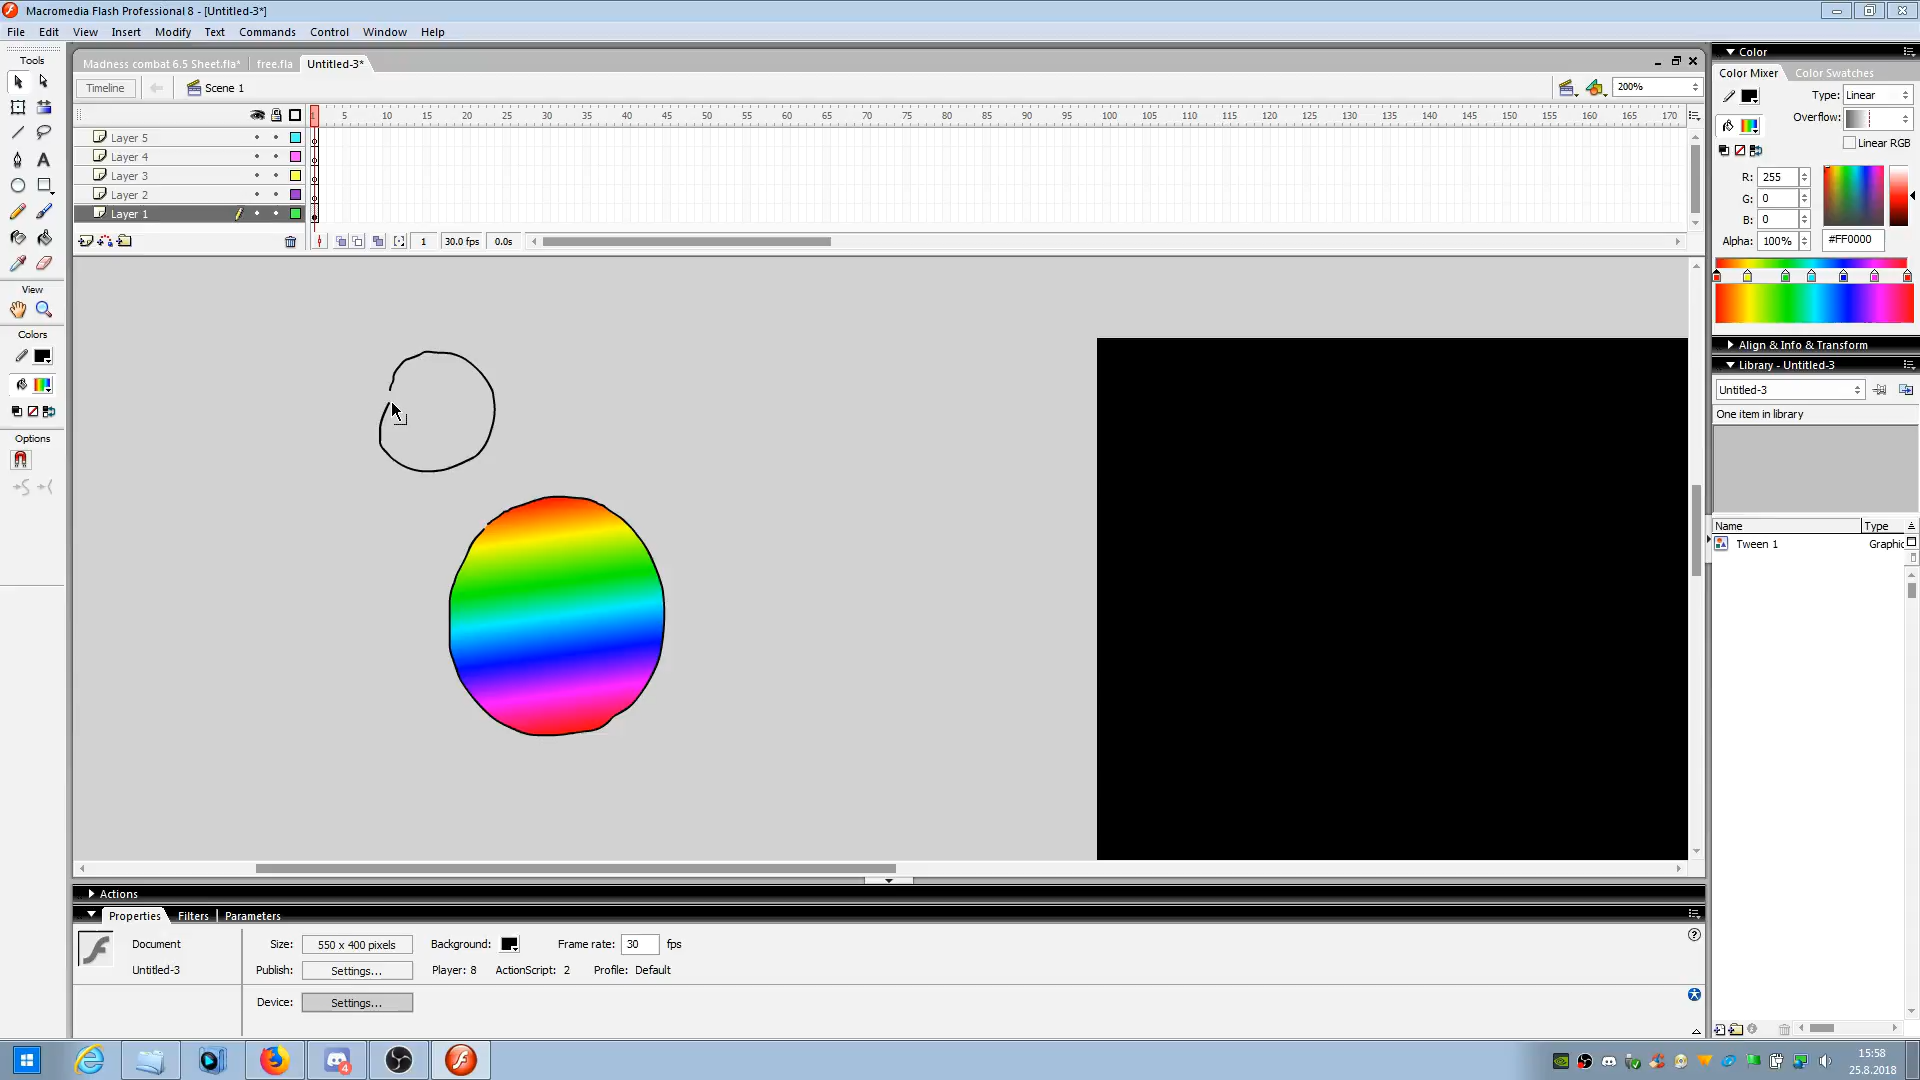 Macromedia Flash Professional 8 - [Untitled-3*]
File Edit View Insert Modify Text Commands Control Window Help
Tools
Madness combat 6.5 Sheet.fla* free.fla Untitled-3*
Timeline Scene 1 200%
1 5 10 15 20 25 30 35 40 45 50 55 60 65 70 75 80 85 90 95 100 105 110 115 120 125 130 135 140 145 150 155 160 165 170
Layer 5
Layer 4
Layer 3
Layer 2
Layer 1
1 30.0 fps 0.0s
View
Colors
Options
Color
Color Mixer Color Swatches
Type: Linear
Overflow:
Linear RGB
R: 255
G: 0
B: 0
Alpha: 100% #FF0000
Align & Info & Transform
Library - Untitled-3
Untitled-3
One item in library
Name Type
Tween 1 Graphic
Actions
Properties Filters Parameters
Document
Untitled-3
Size: 550 x 400 pixels Background: Frame rate: 30 fps
Publish: Settings... Player: 8 ActionScript: 2 Profile: Default
Device: Settings...
4
15:58
25.8.2018